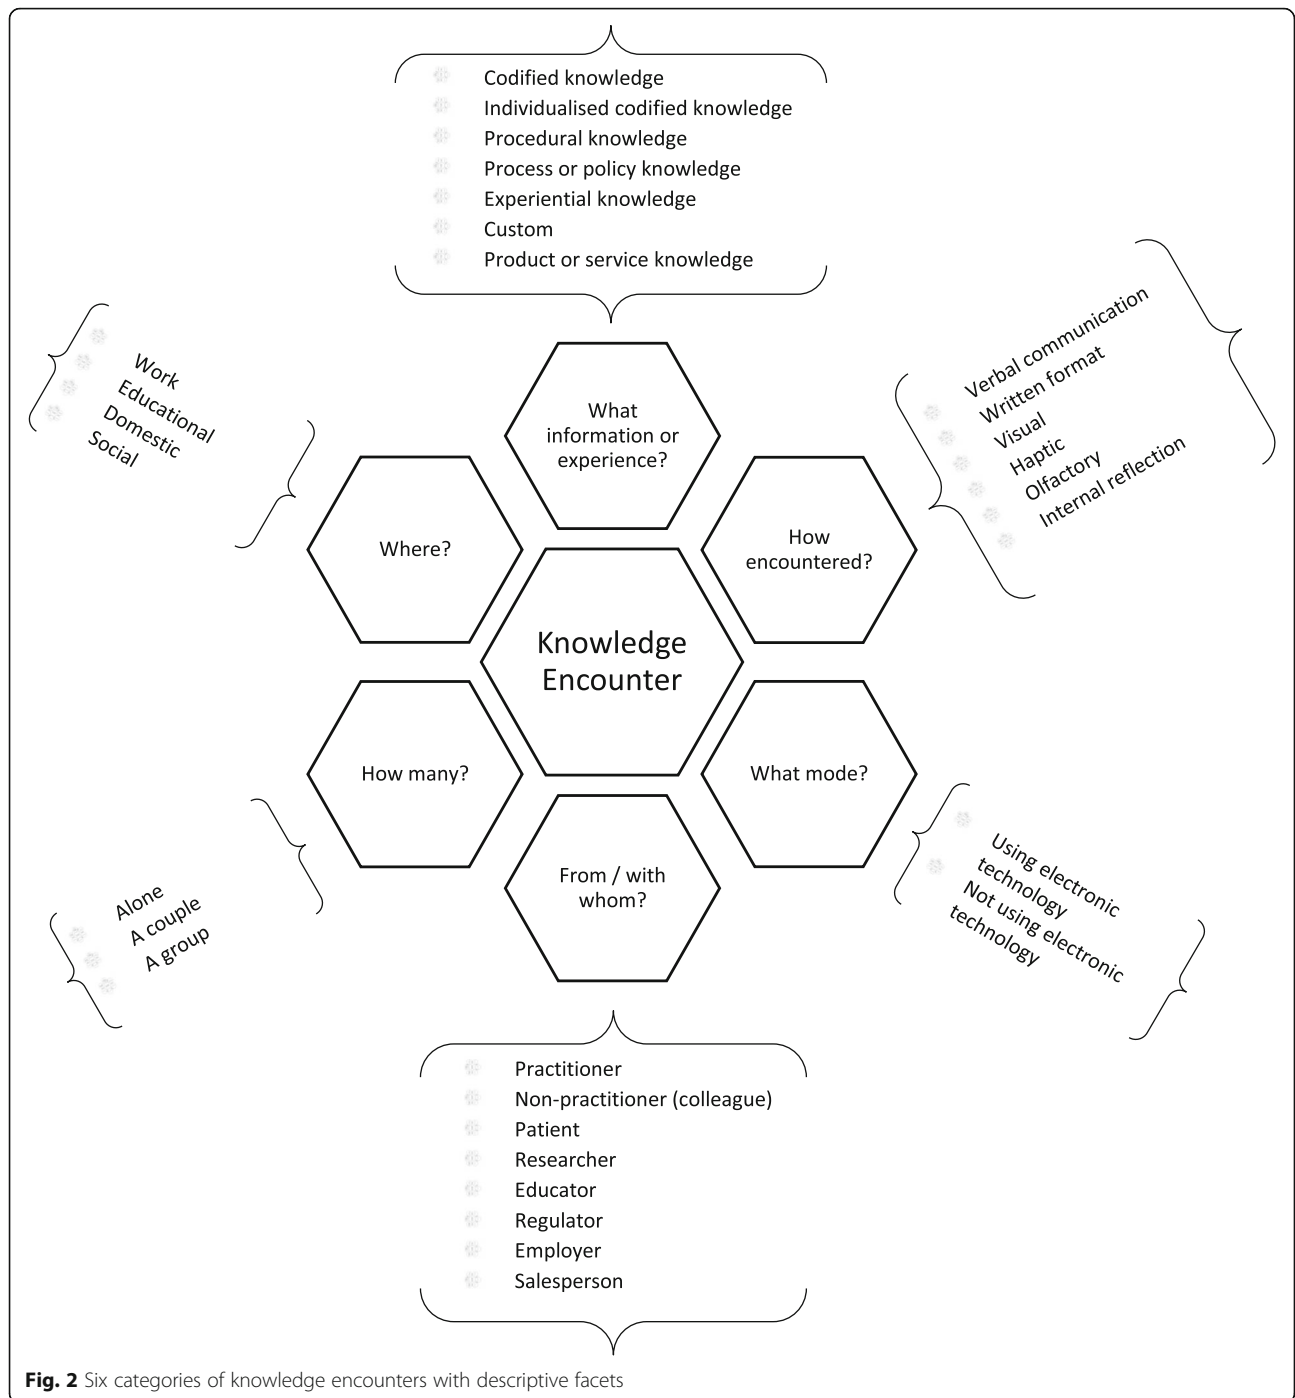 Codified knowledge
Individualised codified knowledge
Procedural knowledge
Process or policy knowledge
Experiential knowledge
Custom
Product or service knowledge
Work
Educational
Domestic
Social
Verbal communication
Written format
Visual
Haptic
Olfactory
Internal reflection
What
information or
experience?
Where?
How
encountered?
Knowledge
Encounter
How many?
What mode?
From / with
whom?
Alone
A couple
A group
Using electronic
technology
Not using electronic
technology
Practitioner
Non-practitioner (colleague)
Patient
Researcher
Educator
Regulator
Employer
Salesperson
Fig. 2 Six categories of knowledge encounters with descriptive facets